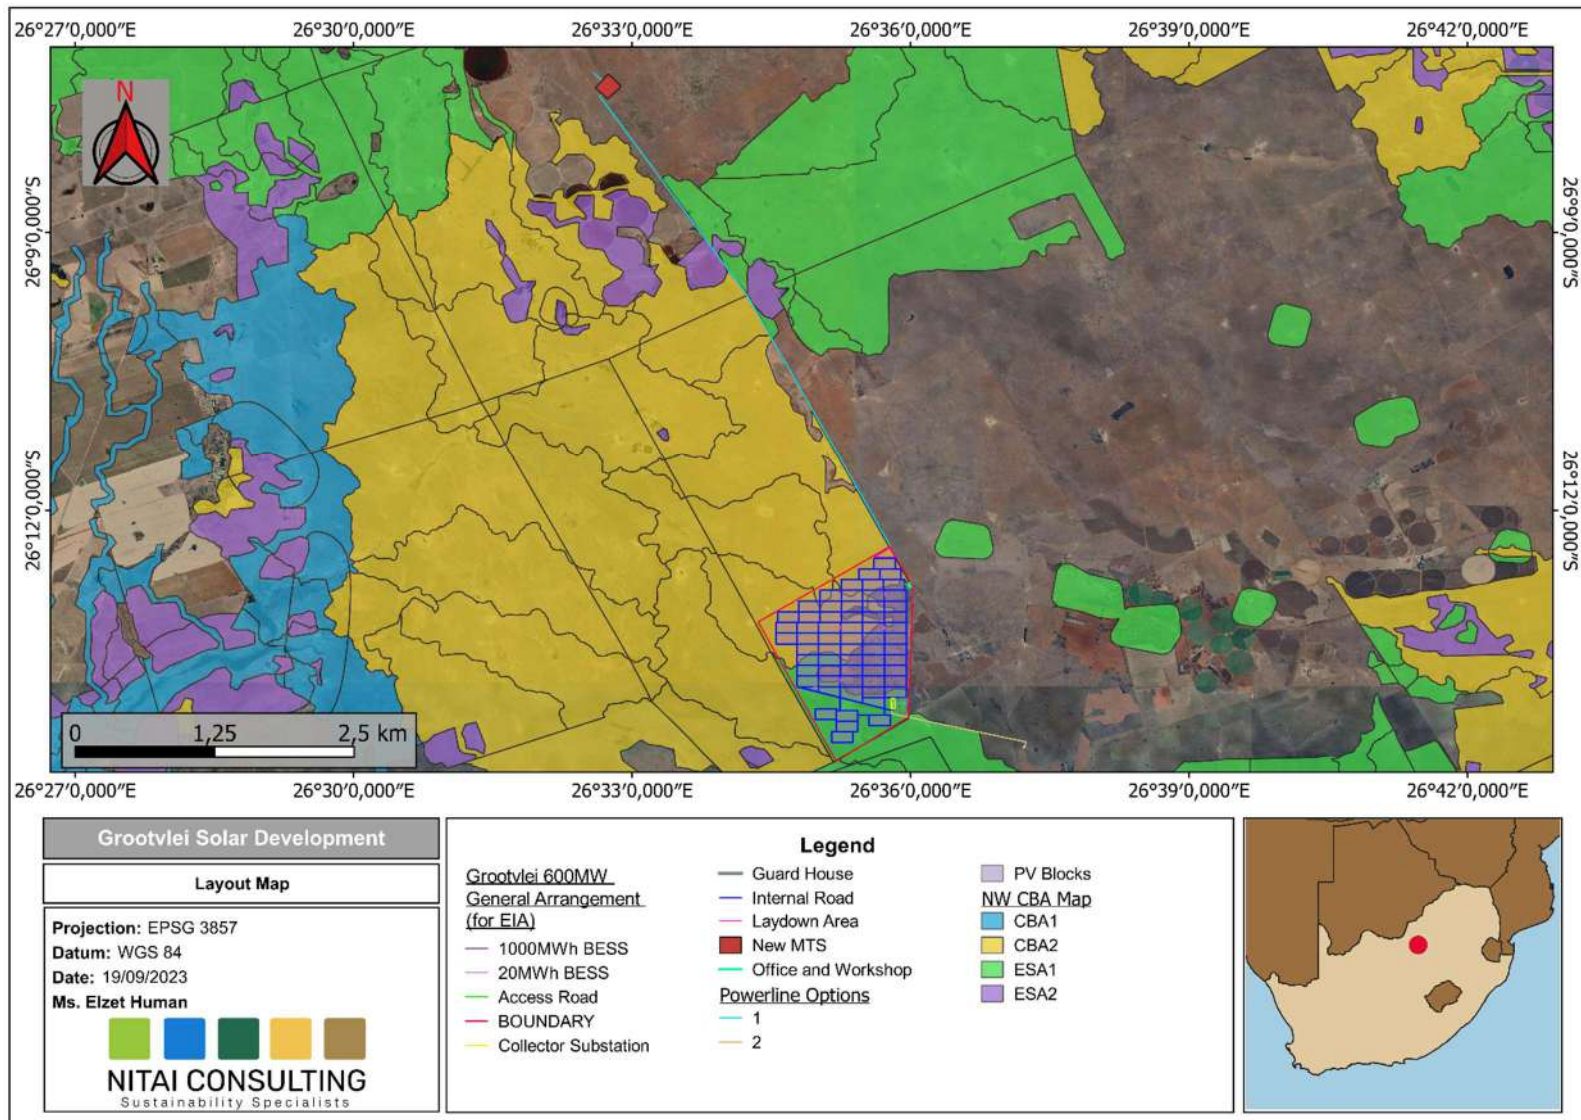 26°27'0,000"E 26°30'0,000"E 26°33'0,000"E 26°36'0,000"E 26°39'0,000"E 26°42'0,000"E
N
26°9'0,000"S
26°9'0,000"S
26°12'0,000"S
26°12'0,000"S
0 1,25 2,5 km
26°27'0,000"E 26°30'0,000"E 26°33'0,000"E 26°36'0,000"E 26°39'0,000"E 26°42'0,000"E
Grootvlei Solar Development
Layout Map
Projection: EPSG 3857
Datum: WGS 84
Date: 19/09/2023
Ms. Elzet Human
NITAI CONSULTING
Sustainability Specialists
Legend
Grootvlei 600MW
General Arrangement
(for EIA)
1000MWh BESS
20MWh BESS
Access Road
BOUNDARY
Collector Substation
Guard House
Internal Road
Laydown Area
New MTS
Office and Workshop
Powerline Options
1
2
PV Blocks
NW CBA Map
CBA1
CBA2
ESA1
ESA2